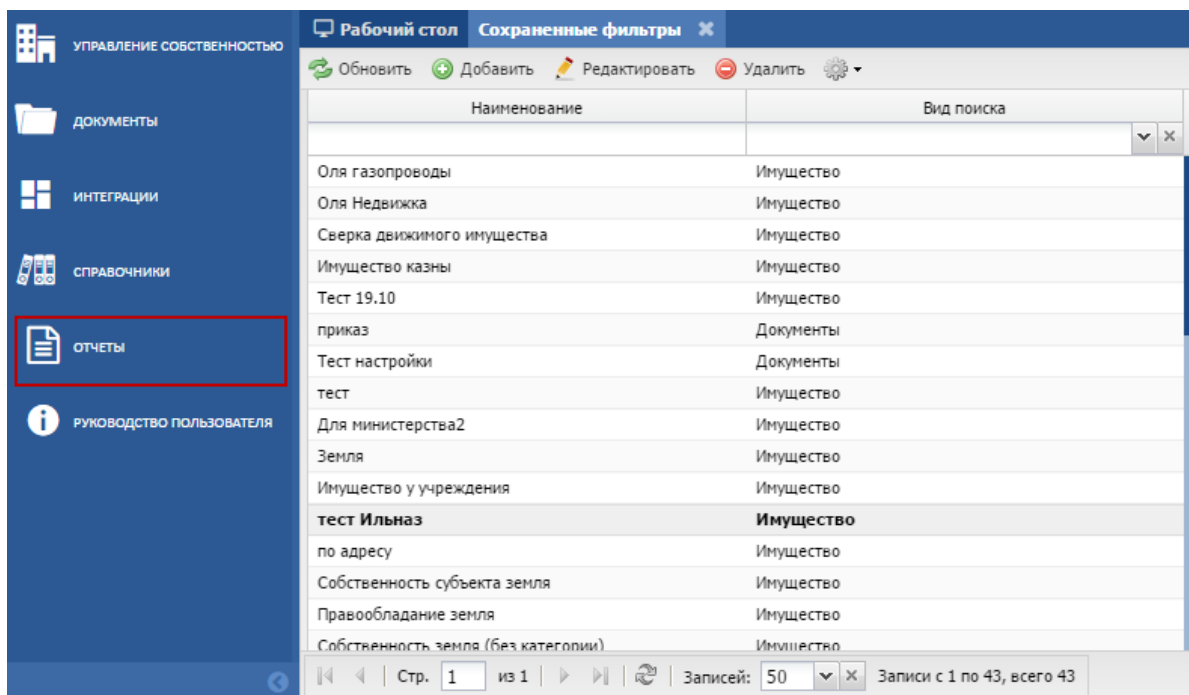 УПРАВЛЕНИЕ СОБСТВЕННОСТЬЮ
ДОКУМЕНТЫ
ИНТЕГРАЦИИ
СПРАВОЧНИКИ
ОТЧЕТЫ
РУКОВОДСТВО ПОЛЬЗОВАТЕЛЯ
Рабочий стол Сохраненные фильтры
Обновить Добавить Редактировать Удалить
Наименование Вид поиска
Оля газопроводы Имущество
Оля Недвижка Имущество
Сверка движимого имущества Имущество
Имущество казны Имущество
Тест 19.10 Имущество
приказ Документы
Тест настройки Документы
тест Имущество
Для министерства2 Имущество
Земля Имущество
Имущество у учреждения Имущество
тест Ильназ Имущество
по адресу Имущество
Собственность субъекта земля Имущество
Правообладание земля Имущество
Собственность земля (без категории) Имущество
Стр. 1 из 1 Записей: 50 Записи с 1 по 43, всего 43